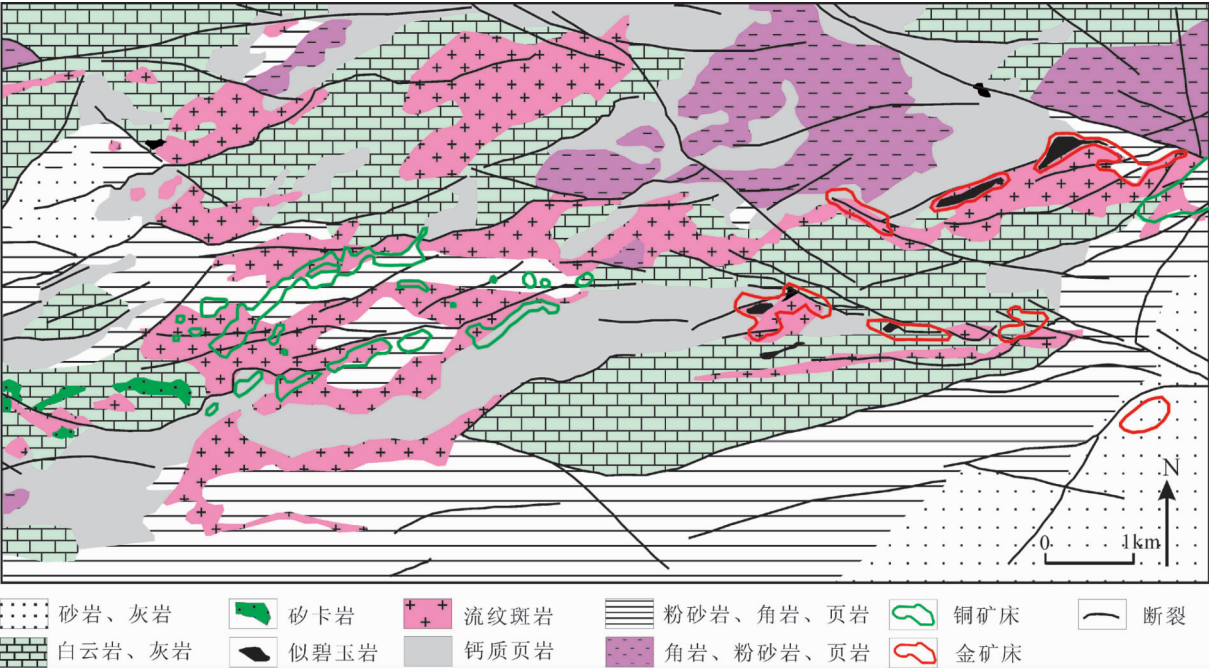 N
0 1km
砂岩、灰岩 矽卡岩 流纹斑岩 粉砂岩、角岩、页岩 铜矿床 断裂
白云岩、灰岩 似碧玉岩 钙质页岩 角岩、粉砂岩、页岩 金矿床